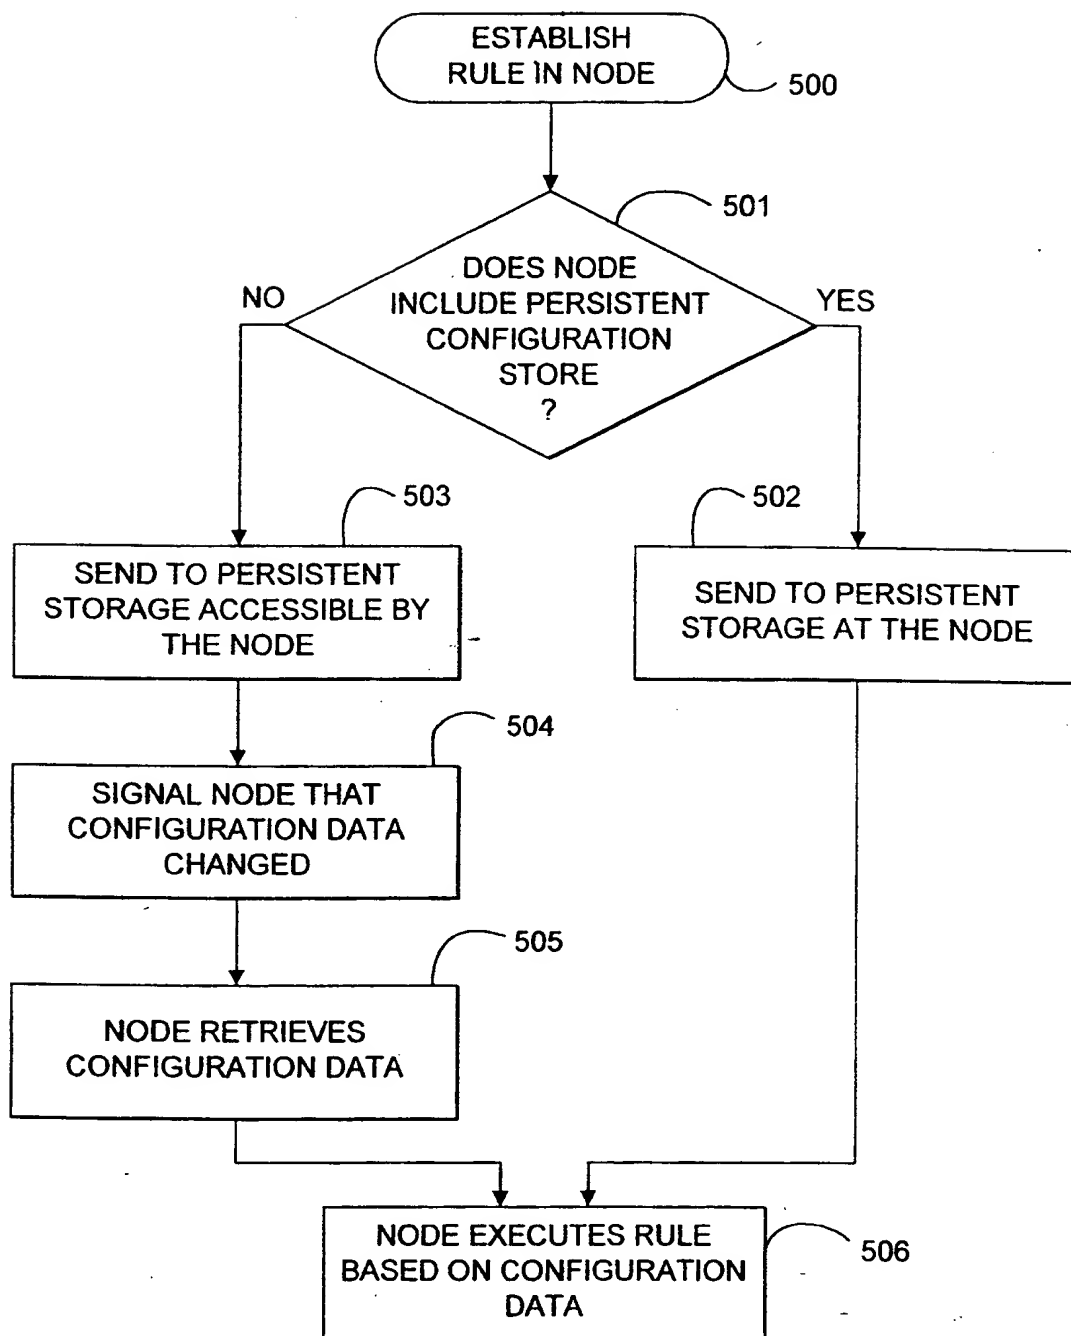 ESTABLISH
RULE IN NODE
500
501
DOES NODE
INCLUDE PERSISTENT
CONFIGURATION
STORE
?
NO
YES
503
502
SEND TO PERSISTENT
STORAGE ACCESSIBLE BY
THE NODE
SEND TO PERSISTENT
STORAGE AT THE NODE
504
SIGNAL NODE THAT
CONFIGURATION DATA
CHANGED
505
NODE RETRIEVES
CONFIGURATION DATA
NODE EXECUTES RULE
BASED ON CONFIGURATION
DATA
506